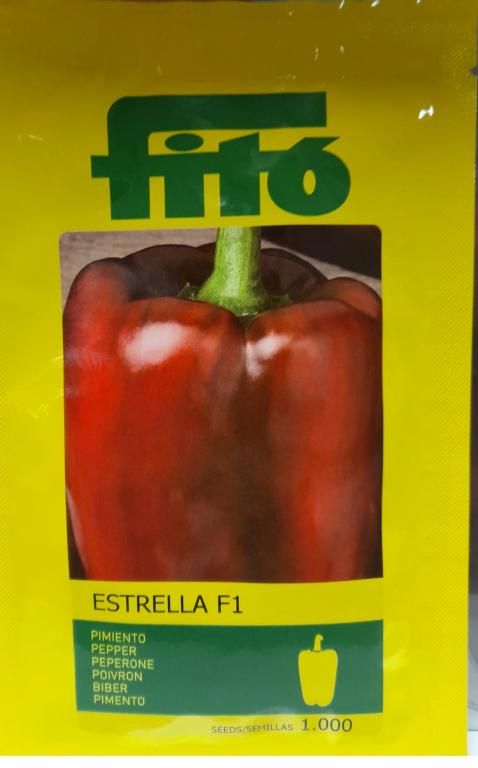 fitó
ESTRELLA F1
PIMIENTO
PEPPER
PEPERONE
POIVRON
BIBER
PIMENTO
SEEDS/SEMILLAS 1.000